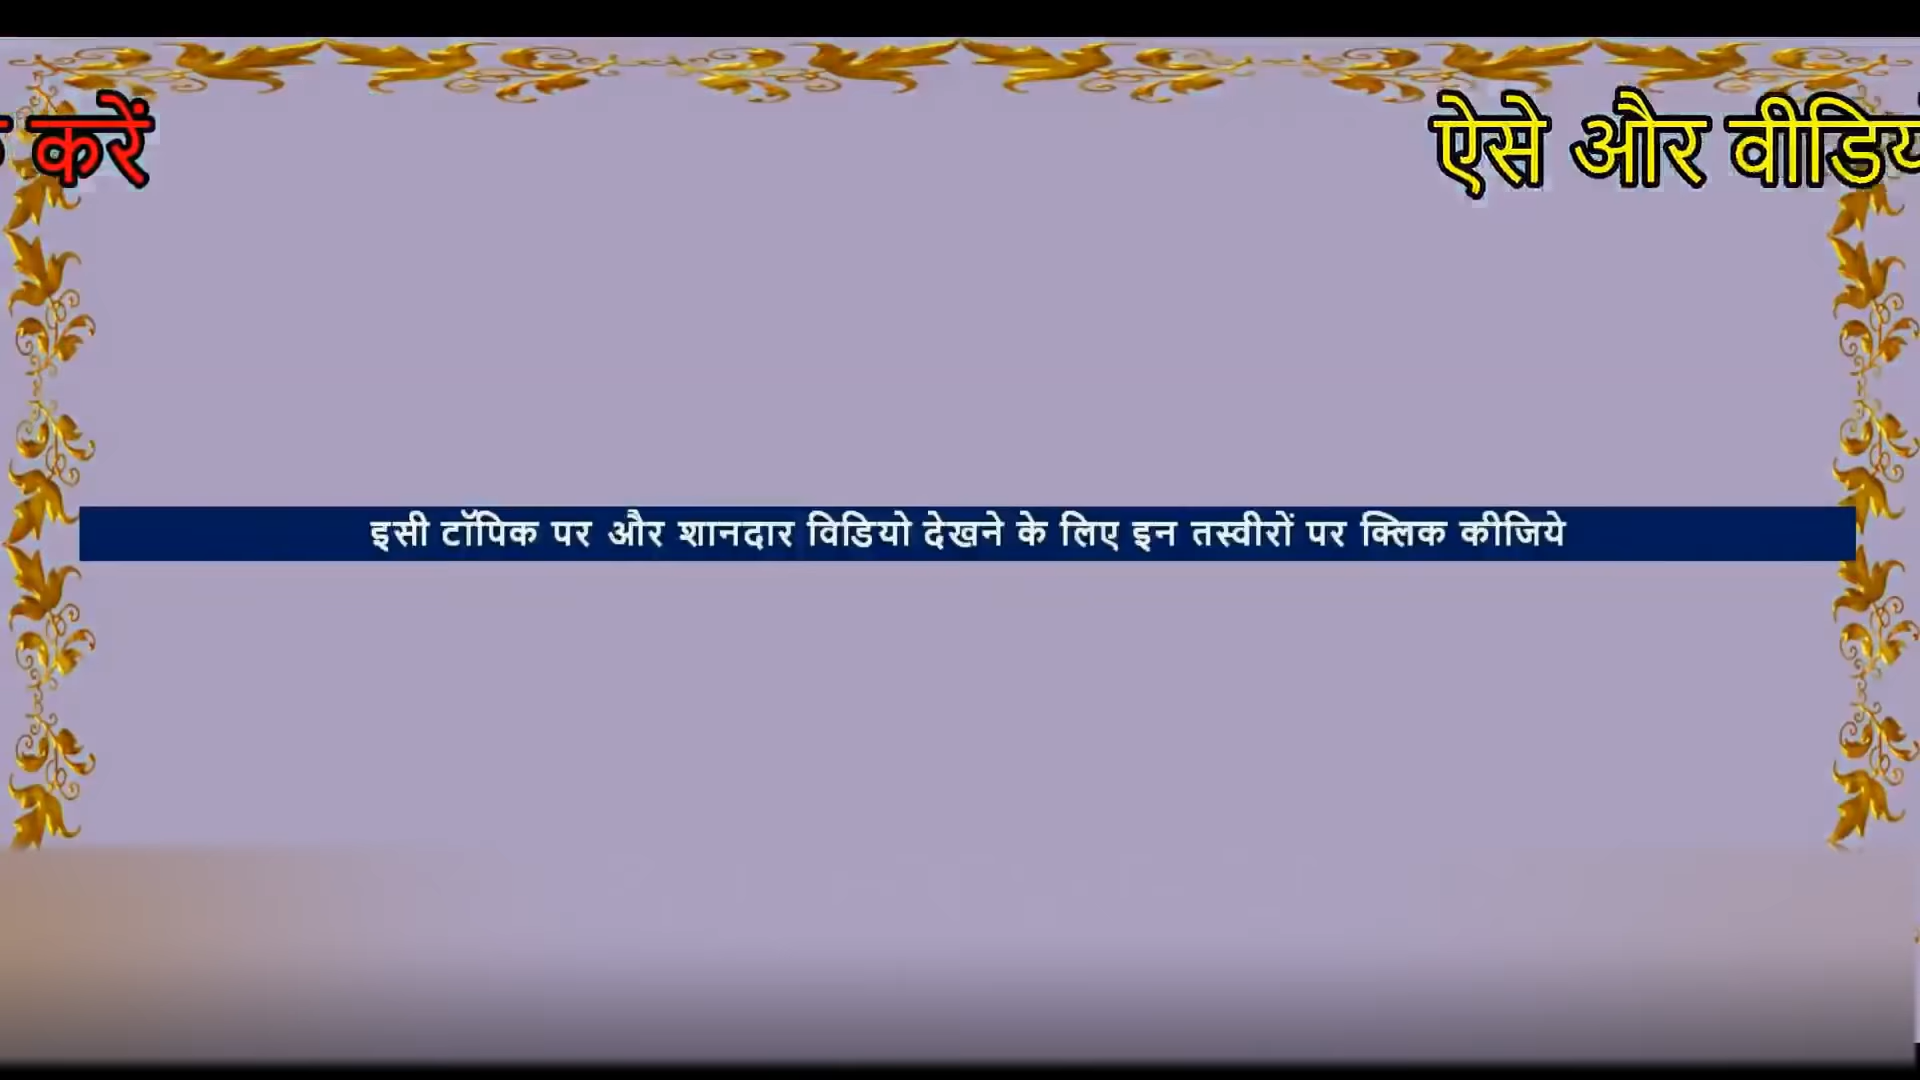 करें
ऐसे और
इसी टॉपिक पर और शानदार विडियो देखने के लिए इन तस्वीरों पर क्लिक कीजिये